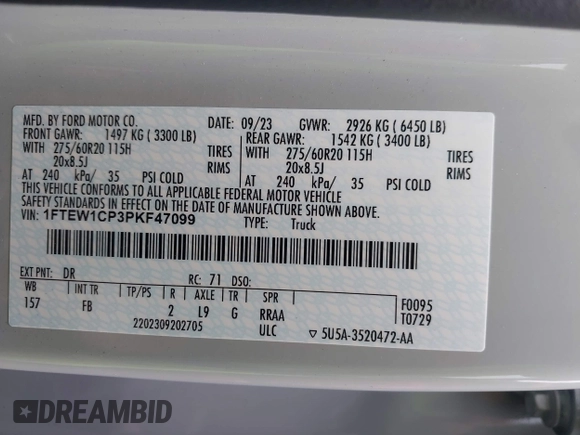 MFD. BY FORD MOTOR CO. DATE: 09/23 GVWR: 2926 KG ( 6450 LB)
FRONT GAWR: 1497 KG ( 3300 LB) REAR GAWR: 1542 KG ( 3400 LB)
WITH 275/60R20 115H TIRES WITH 275/60R20 115H TIRES
20x8.5J RIMS 20x8.5J RIMS
AT 240 kPa/ 35 PSI COLD AT 240 kPa/ 35 PSI COLD
THIS VEHICLE CONFORMS TO ALL APPLICABLE FEDERAL MOTOR VEHICLE
SAFETY STANDARDS IN EFFECT ON THE DATE OF MANUFACTURE SHOWN ABOVE.
VIN: 1FTEW1CP3PKF47099 TYPE: Truck
EXT PNT: DR RC: 71 DSO:
WB INT TR TP/PS R AXLE TR SPR F0095
157 FB 2 L9 G RRAA T0729
2202309202705 ULC ▽ 5U5A-3520472-AA
DREAMBID